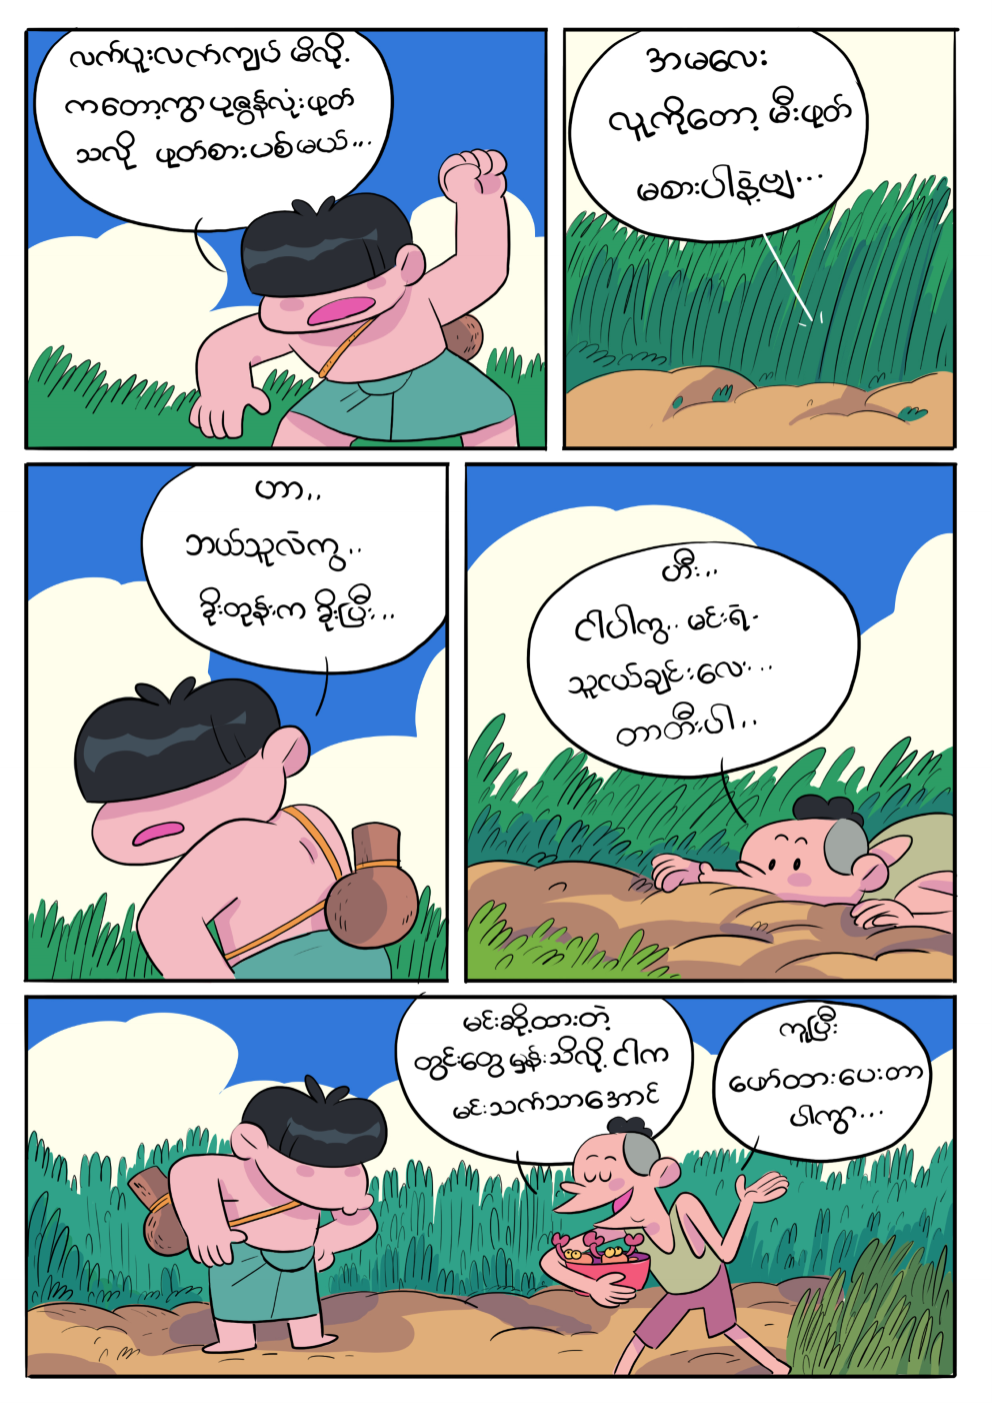 လက်ပူးလက်ကျပ် မိလို့
ကတော့ကွာ ပုဇွန်လုံးဖုတ်
သလို ဖုတ်စားပစ်မယ်...
အမလေး
လူကိုတော့ မီးဖုတ်
မစားပါနဲ့ဗျ...
ဟာ..
ဘယ်သူလဲကွ..
ခိုးတုန်းက ခိုးပြီး...
ဟီး...
ငါပါကွ.. မင်းရဲ့
သူငယ်ချင်းလေး...
တာတီးပါ..
မင်းဆို့ထားတဲ့
တွင်းတွေ မှန်းသိလို့ ငါက
မင်းသက်သာအောင်
ကူပြီး
ဖော်ထားပေးတာ
ပါကွာ...